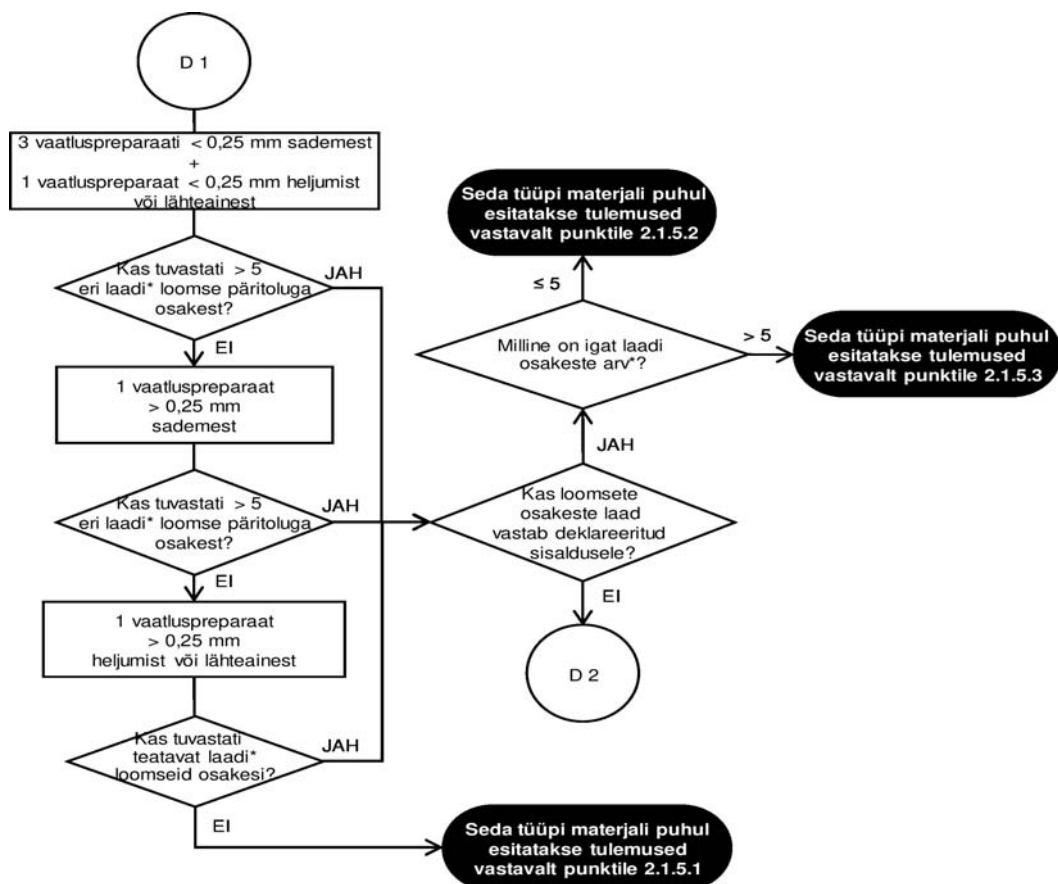 D 1
3 vaatluspreparaati < 0,25 mm sademest
+
1 vaatluspreparaat < 0,25 mm heljumist
või lähteainest
Kas tuvastati > 5
eri laadi* loomse päritoluga
osakest?
JAH
EI
1 vaatluspreparaat
> 0,25 mm
sademest
Kas tuvastati > 5
eri laadi* loomse päritoluga
osakest?
JAH
EI
1 vaatluspreparaat
> 0,25 mm
heljumist või lähteainest
Kas tuvastati
teatavat laadi*
loomseid osakesi?
JAH
EI
Seda tüüpi materjali puhul
esitatakse tulemused
vastavalt punktile 2.1.5.1
Seda tüüpi materjali puhul
esitatakse tulemused
vastavalt punktile 2.1.5.2
≤ 5
Milline on igat laadi
osakeste arv*?
> 5
Seda tüüpi materjali puhul
esitatakse tulemused
vastavalt punktile 2.1.5.3
JAH
Kas loomsete
osakeste laad
vastab deklareeritud
sisaldusele?
EI
D 2